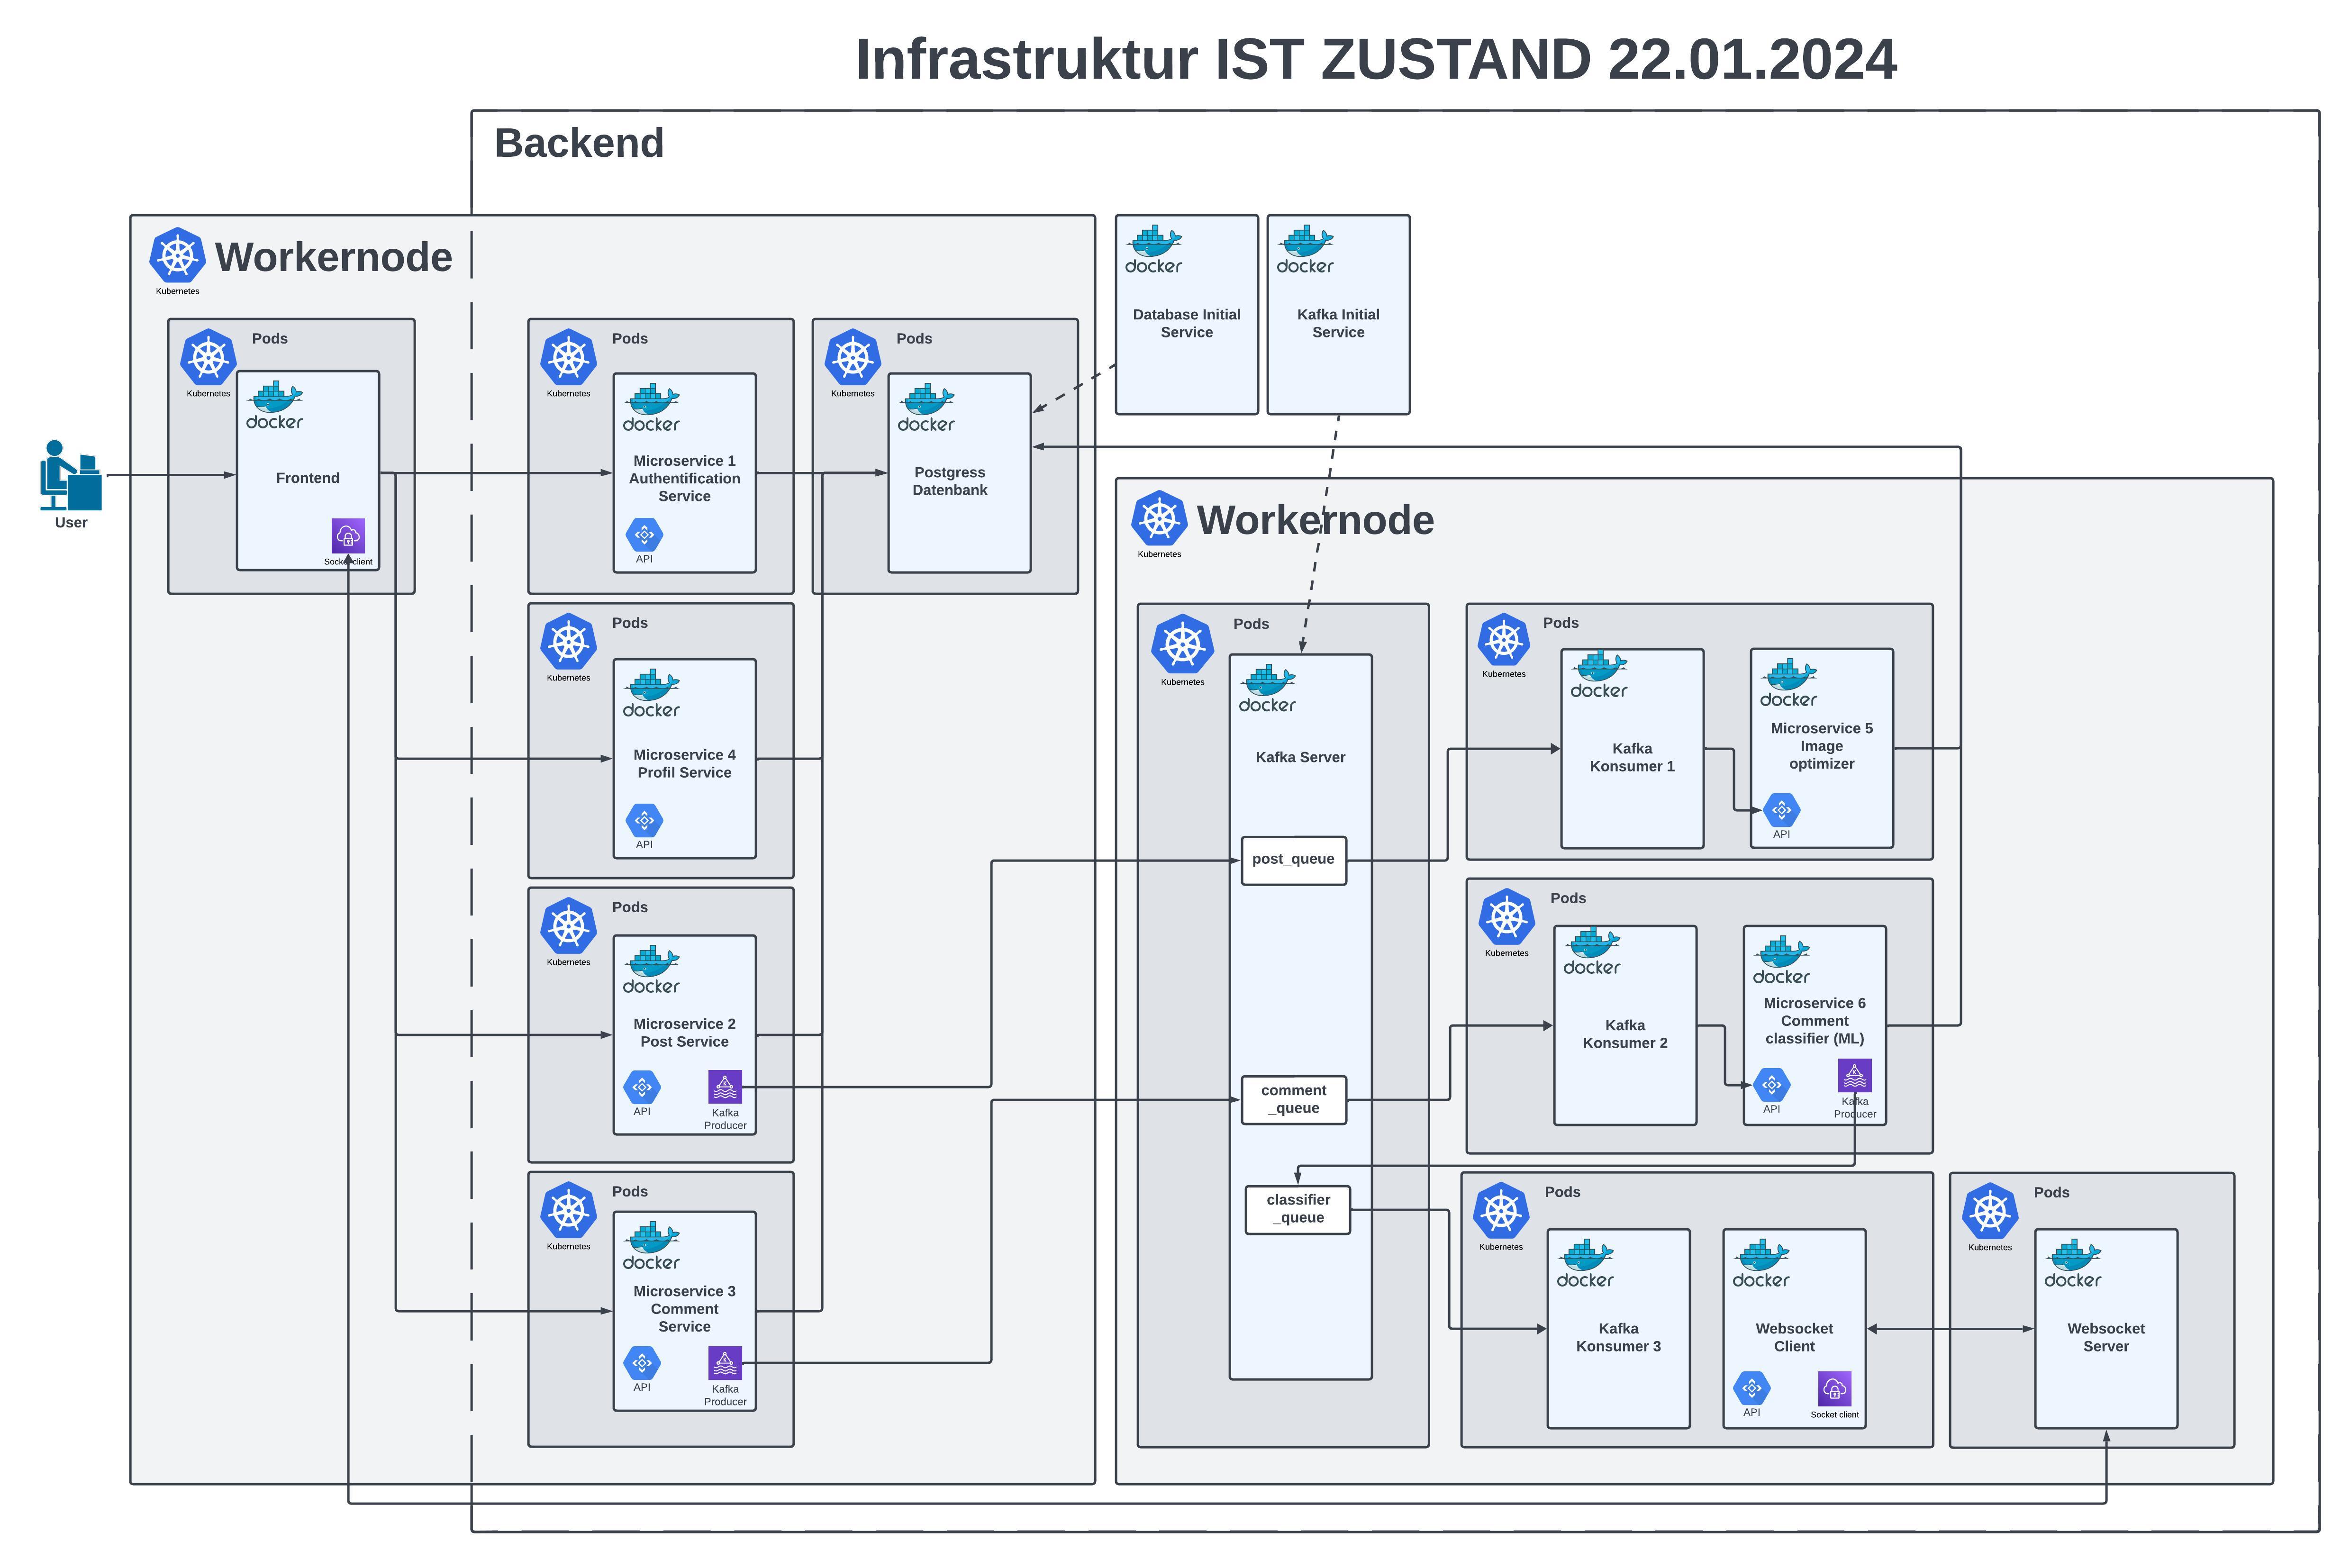 Infrastruktur IST ZUSTAND 22.01.2024
Backend
Workernode
Kubernetes
Pods
Kubernetes
docker
Frontend
Socket client
User
Pods
Kubernetes
docker
Microservice 1
Authentification
Service
API
Pods
Kubernetes
docker
Postgress
Datenbank
docker
Database Initial
Service
docker
Kafka Initial
Service
Pods
Kubernetes
docker
Microservice 4
Profil Service
API
Pods
Kubernetes
docker
Microservice 2
Post Service
API
Kafka
Producer
Pods
Kubernetes
docker
Microservice 3
Comment
Service
API
Kafka
Producer
Workernode
Kubernetes
Pods
Kubernetes
docker
Kafka Server
post_queue
comment
_queue
classifier
_queue
Pods
Kubernetes
docker
Kafka
Konsumer 1
docker
Microservice 5
Image
optimizer
API
Pods
Kubernetes
docker
Kafka
Konsumer 2
docker
Microservice 6
Comment
classifier (ML)
API
Kafka
Producer
Pods
Kubernetes
docker
Kafka
Konsumer 3
docker
Websocket
Client
API
Socket client
Pods
Kubernetes
docker
Websocket
Server